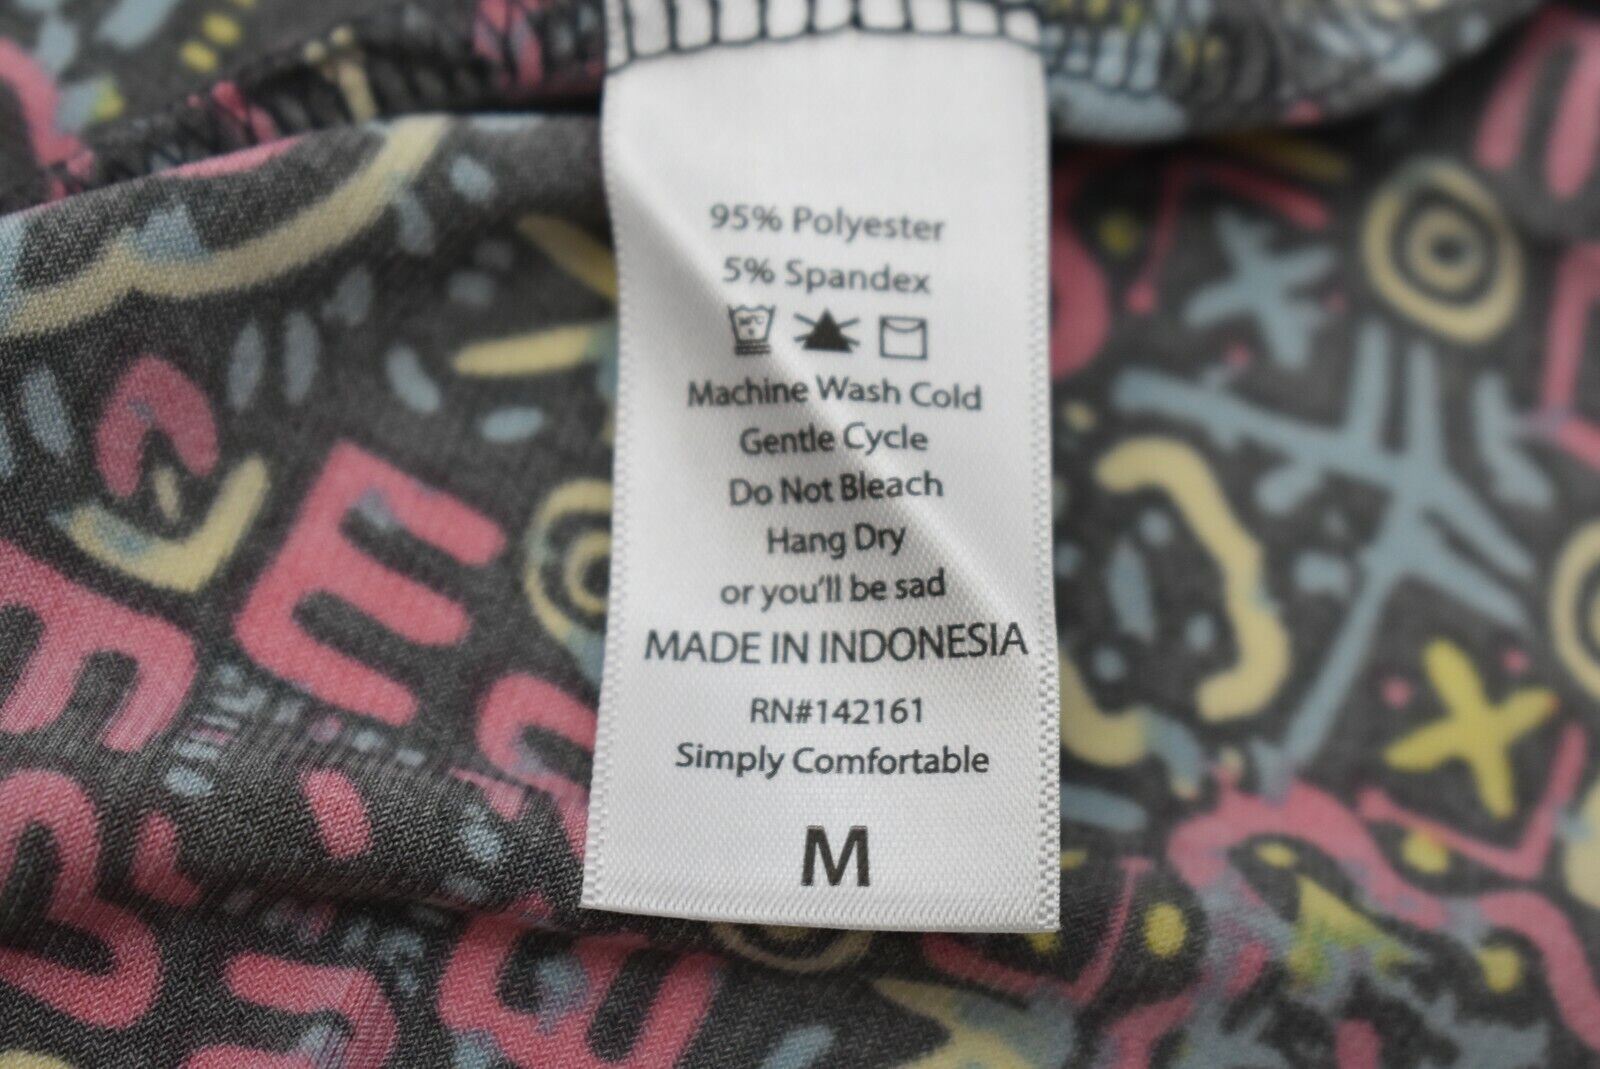 95% Polyester
5% Spandex
Machine Wash Cold
Gentle Cycle
Do Not Bleach
Hang Dry
or you'll be sad
MADE IN INDONESIA
RN#142161
Simply Comfortable
M